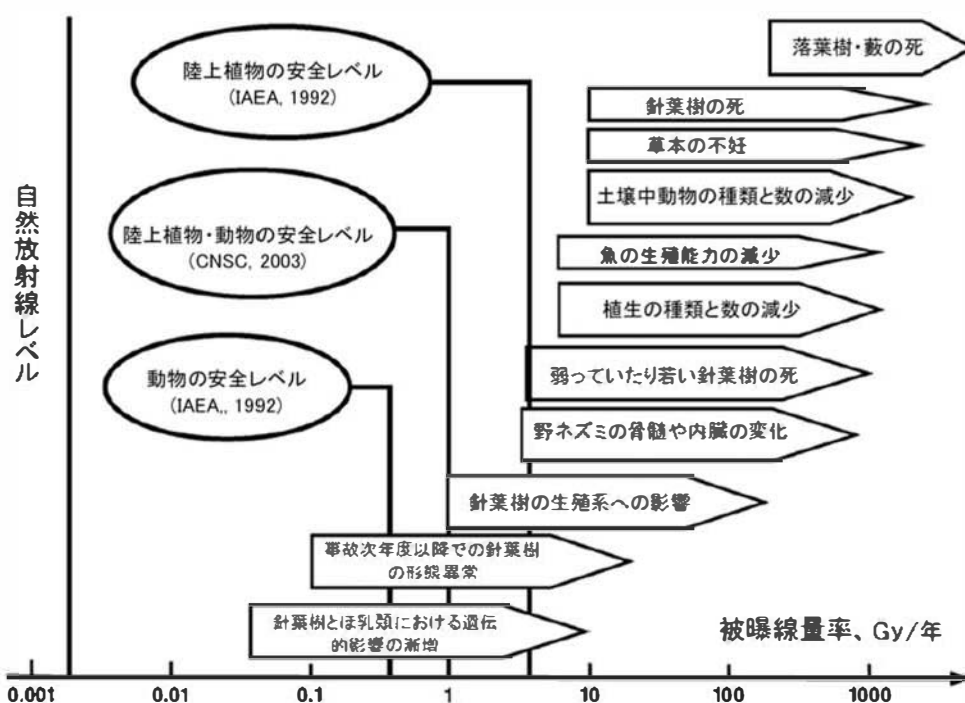 落葉樹・藪の死
陸上植物の安全レベル
(IAEA, 1992)
針葉樹の死
草本の不妊
土壌中動物の種類と数の減少
自然放射線レベル
陸上植物・動物の安全レベル
(CNSC, 2003)
魚の生殖能力の減少
植生の種類と数の減少
動物の安全レベル
(IAEA,, 1992)
弱っていたり若い針葉樹の死
野ネズミの骨髄や内臓の変化
針葉樹の生殖系への影響
事故次年度以降での針葉樹
の形態異常
針葉樹とほ乳類における遺伝
的影響の漸増
被曝線量率、Gy/年
0.001 0.01 0.1 1 10 100 1000